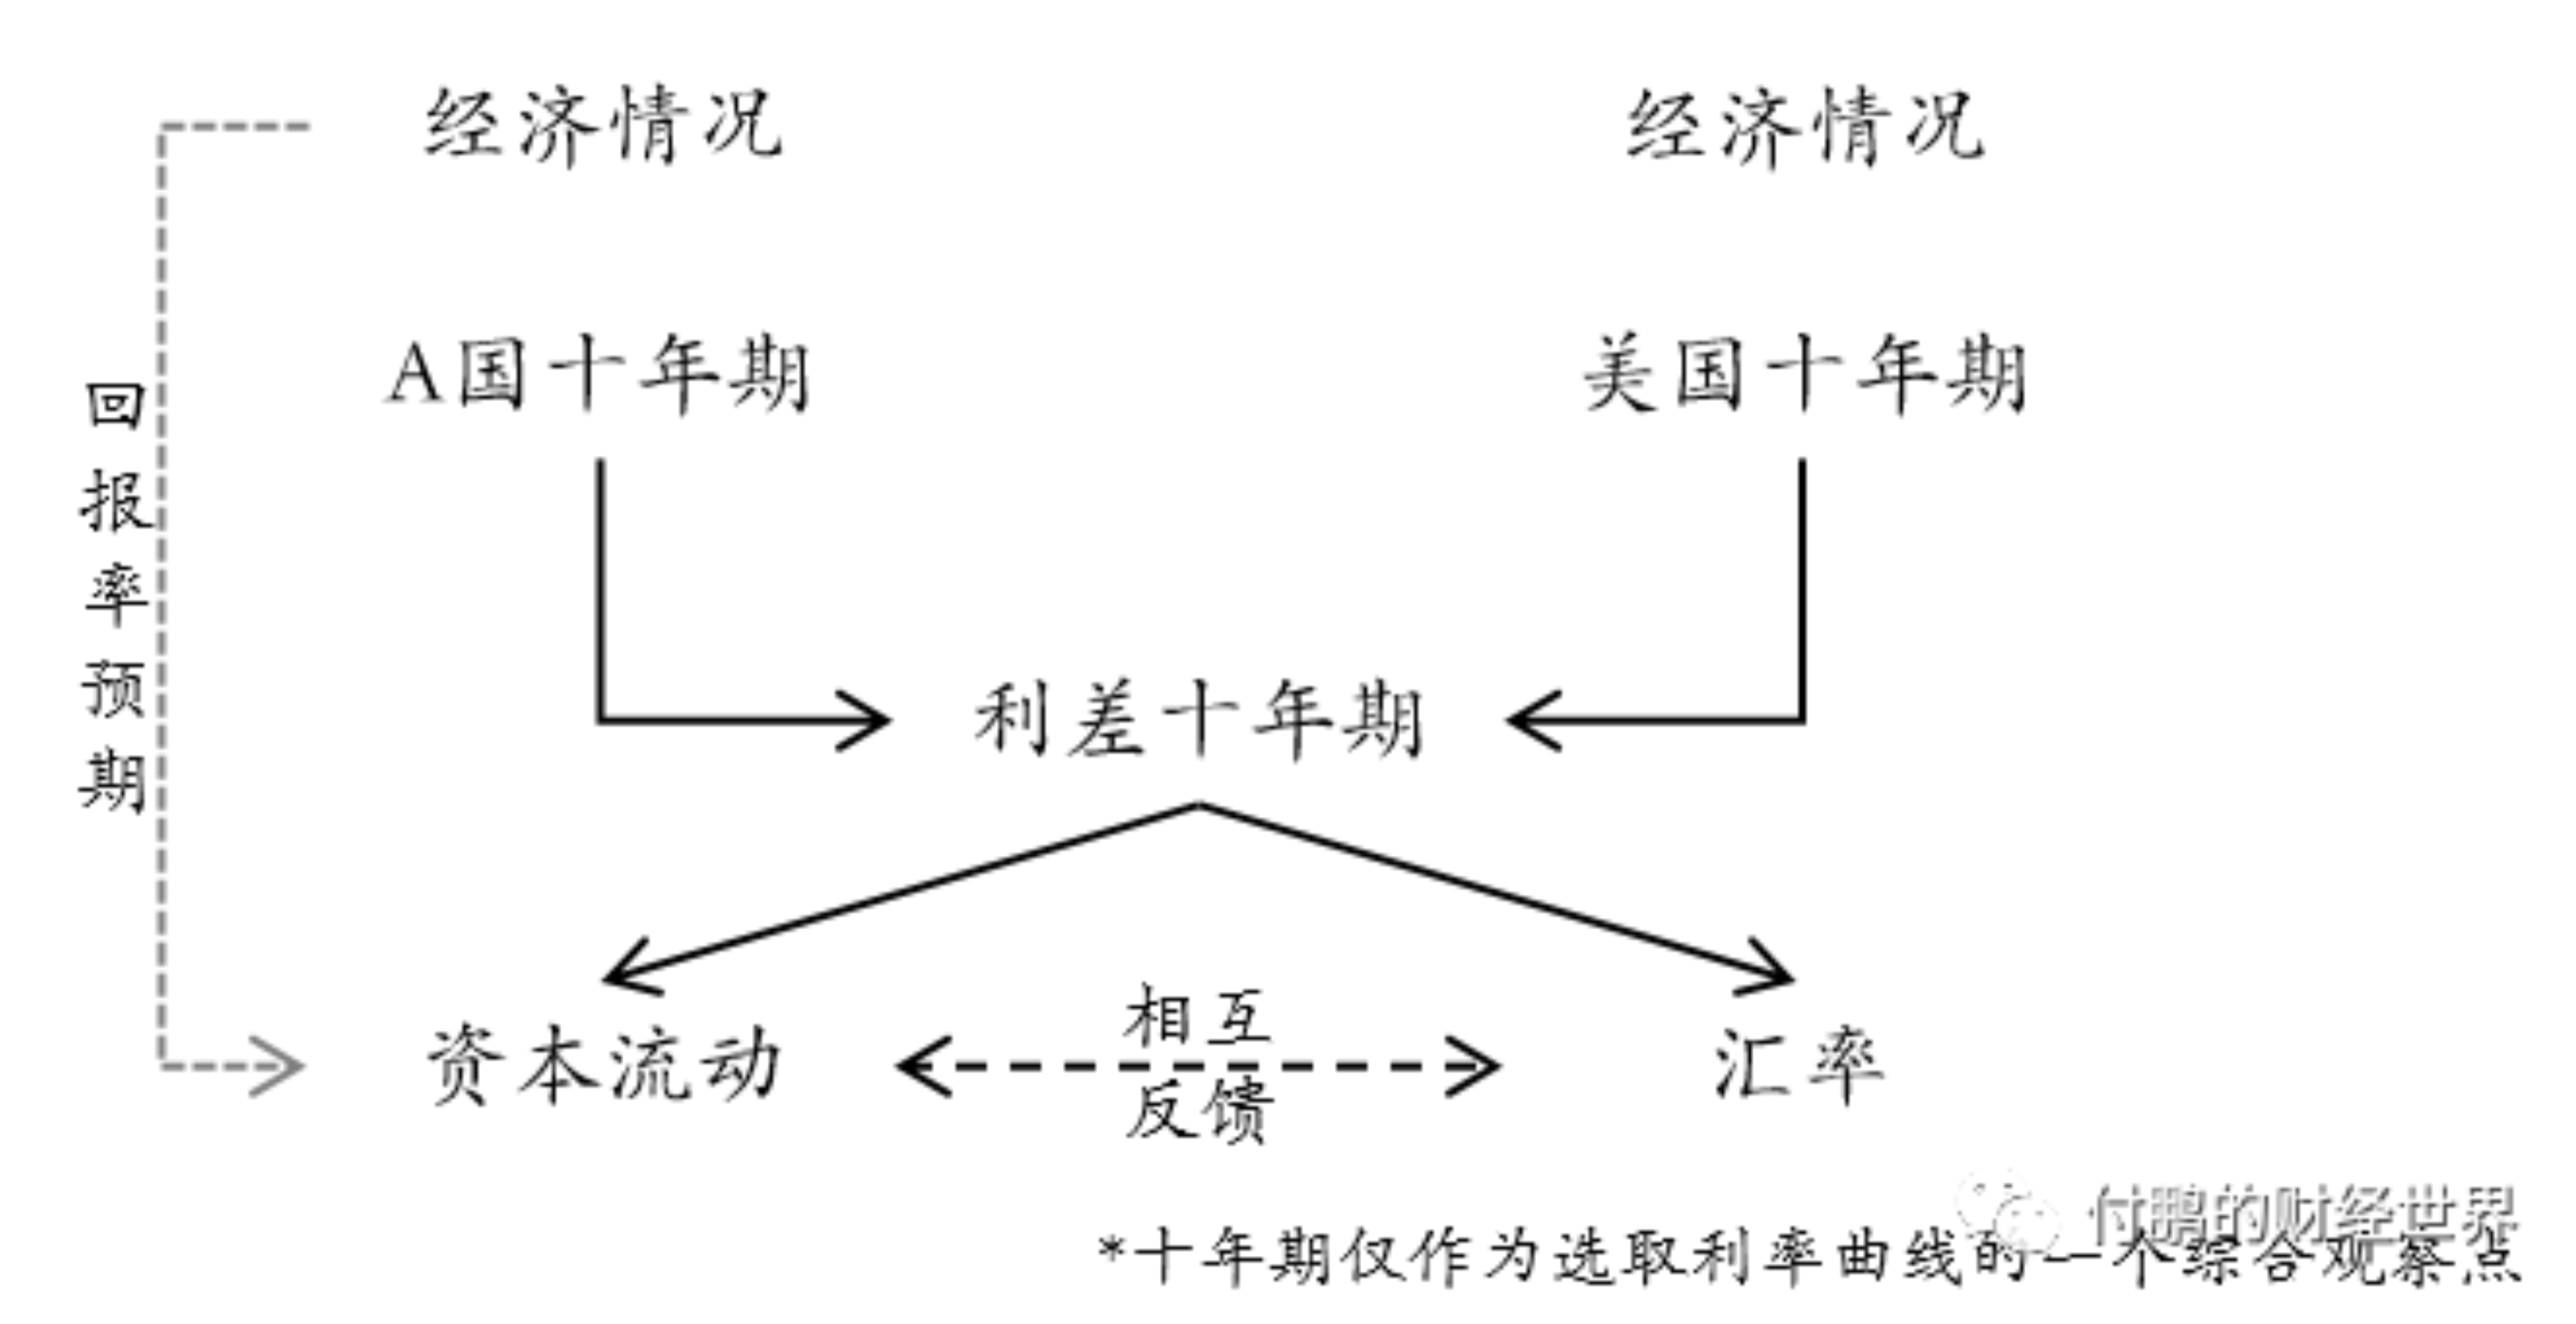 经济情况
经济情况
A国十年期
美国十年期
回报率预期
利差十年期
相互
反馈
资本流动
汇率
付鹏的财经世界
*十年期仅作为选取利率曲线的一个综合观察点